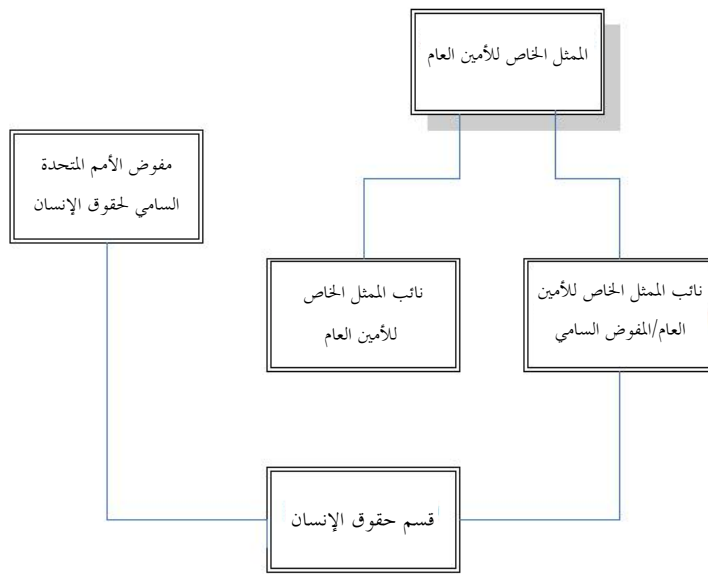 الممثل الخاص للأمين العام
مفوض الأمم المتحدة
السامي لحقوق الإنسان
نائب الممثل الخاص للأمين
العام/المفوض السامي
نائب الممثل الخاص
للأمين العام
قسم حقوق الإنسان